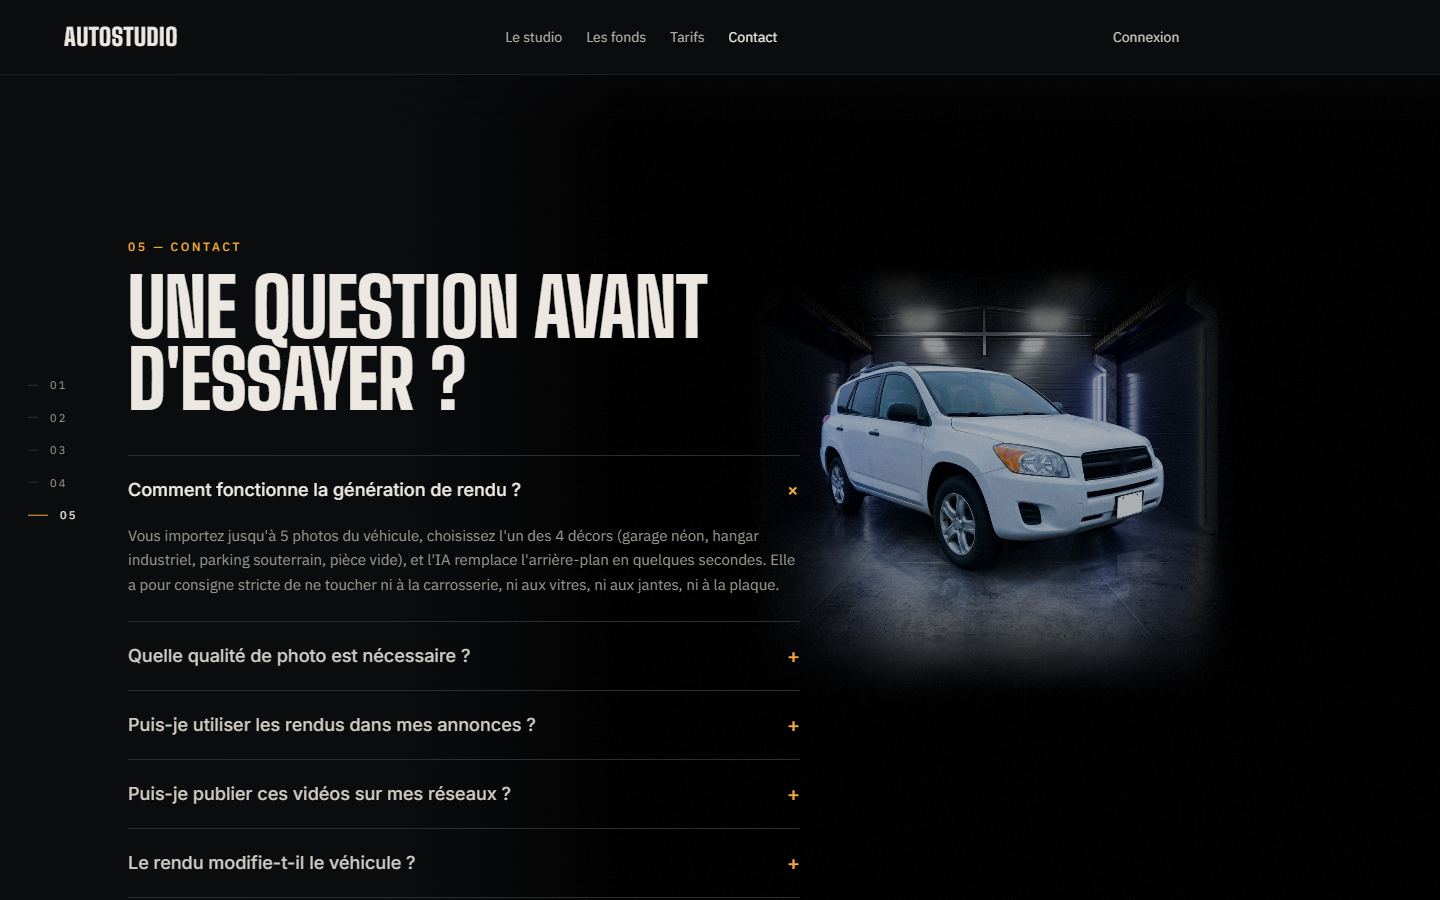 AUTOSTUDIO
Le studio
Les fonds
Tarifs
Contact
Connexion
05 — CONTACT
UNE QUESTION AVANT
D'ESSAYER ?
01
02
03
04
05
Comment fonctionne la génération de rendu ?
×
Vous importez jusqu'à 5 photos du véhicule, choisissez l'un des 4 décors (garage néon, hangar
industriel, parking souterrain, pièce vide), et l'IA remplace l'arrière-plan en quelques secondes. Elle
a pour consigne stricte de ne toucher ni à la carrosserie, ni aux vitres, ni aux jantes, ni à la plaque.
Quelle qualité de photo est nécessaire ?
+
Puis-je utiliser les rendus dans mes annonces ?
+
Puis-je publier ces vidéos sur mes réseaux ?
+
Le rendu modifie-t-il le véhicule ?
+